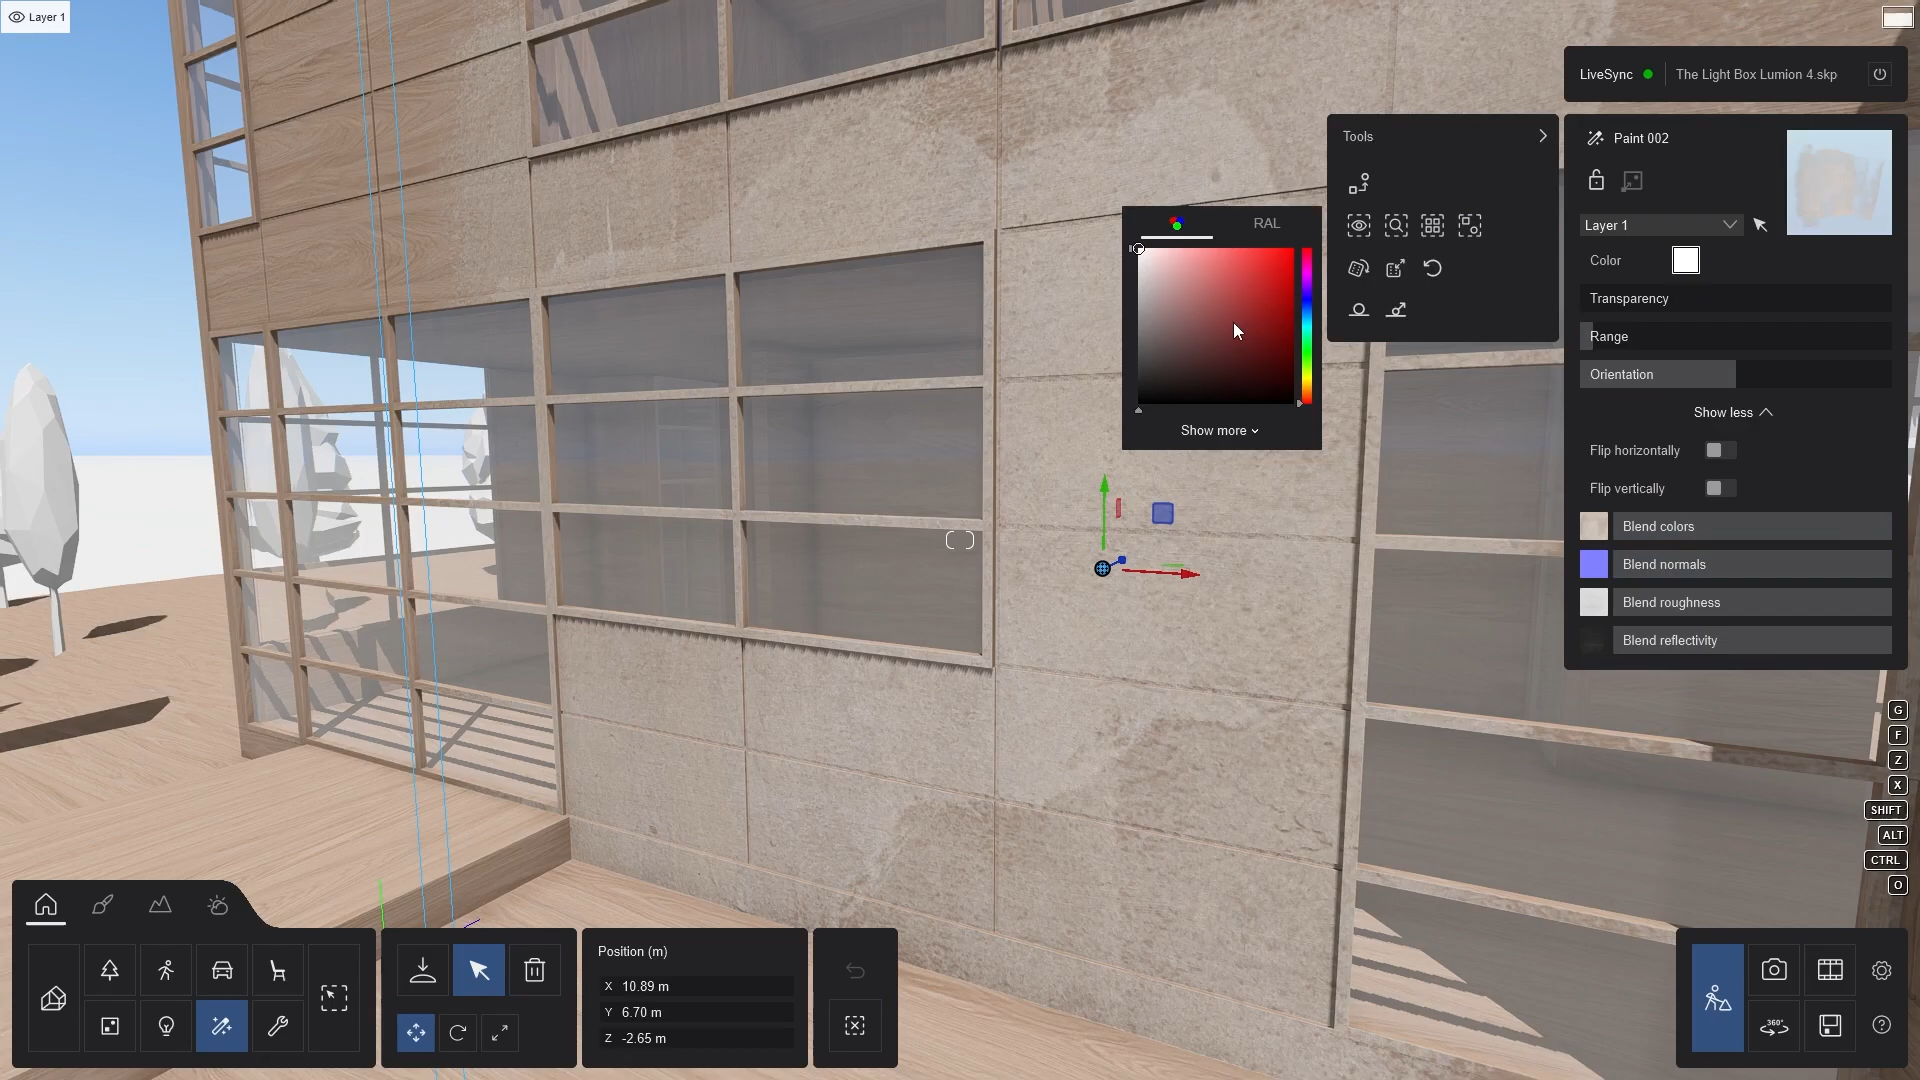 Layer 1
LiveSync
The Light Box Lumion 4.skp
Tools
Paint 002
Layer 1
RAL
Color
Transparency
Range
Orientation
Show less
Show more
Flip horizontally
Flip vertically
Blend colors
Blend normals
Blend roughness
Blend reflectivity
G
F
Z
X
SHIFT
ALT
CTRL
O
Position (m)
X 10.89 m
Y 6.70 m
Z -2.65 m
360°
?